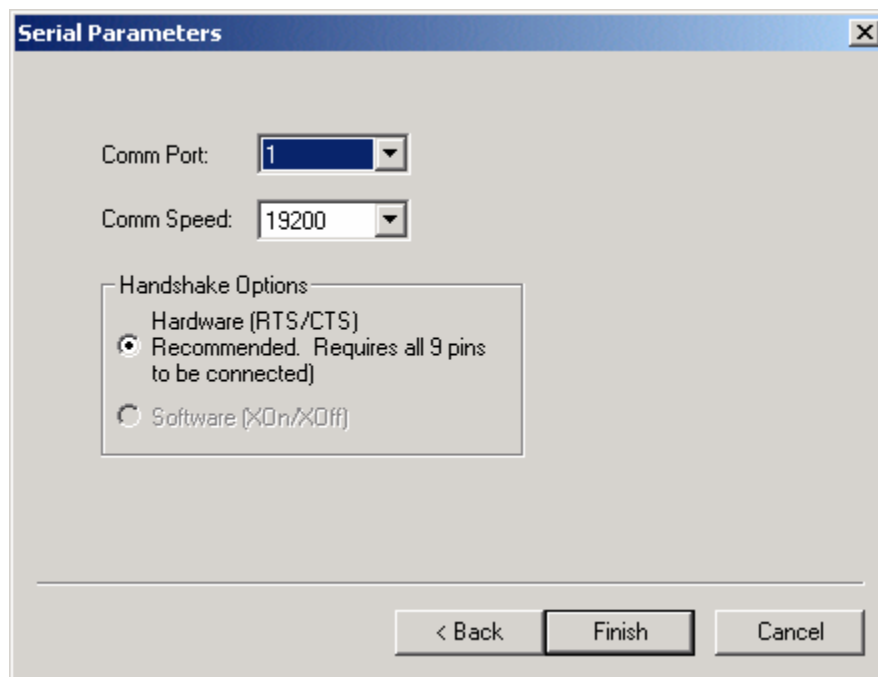 Serial Parameters
Comm Port: 1
Comm Speed: 19200
Handshake Options
Hardware (RTS/CTS)
Recommended.  Requires all 9 pins
to be connected)
Software (XOn/XOff)
< Back Finish Cancel